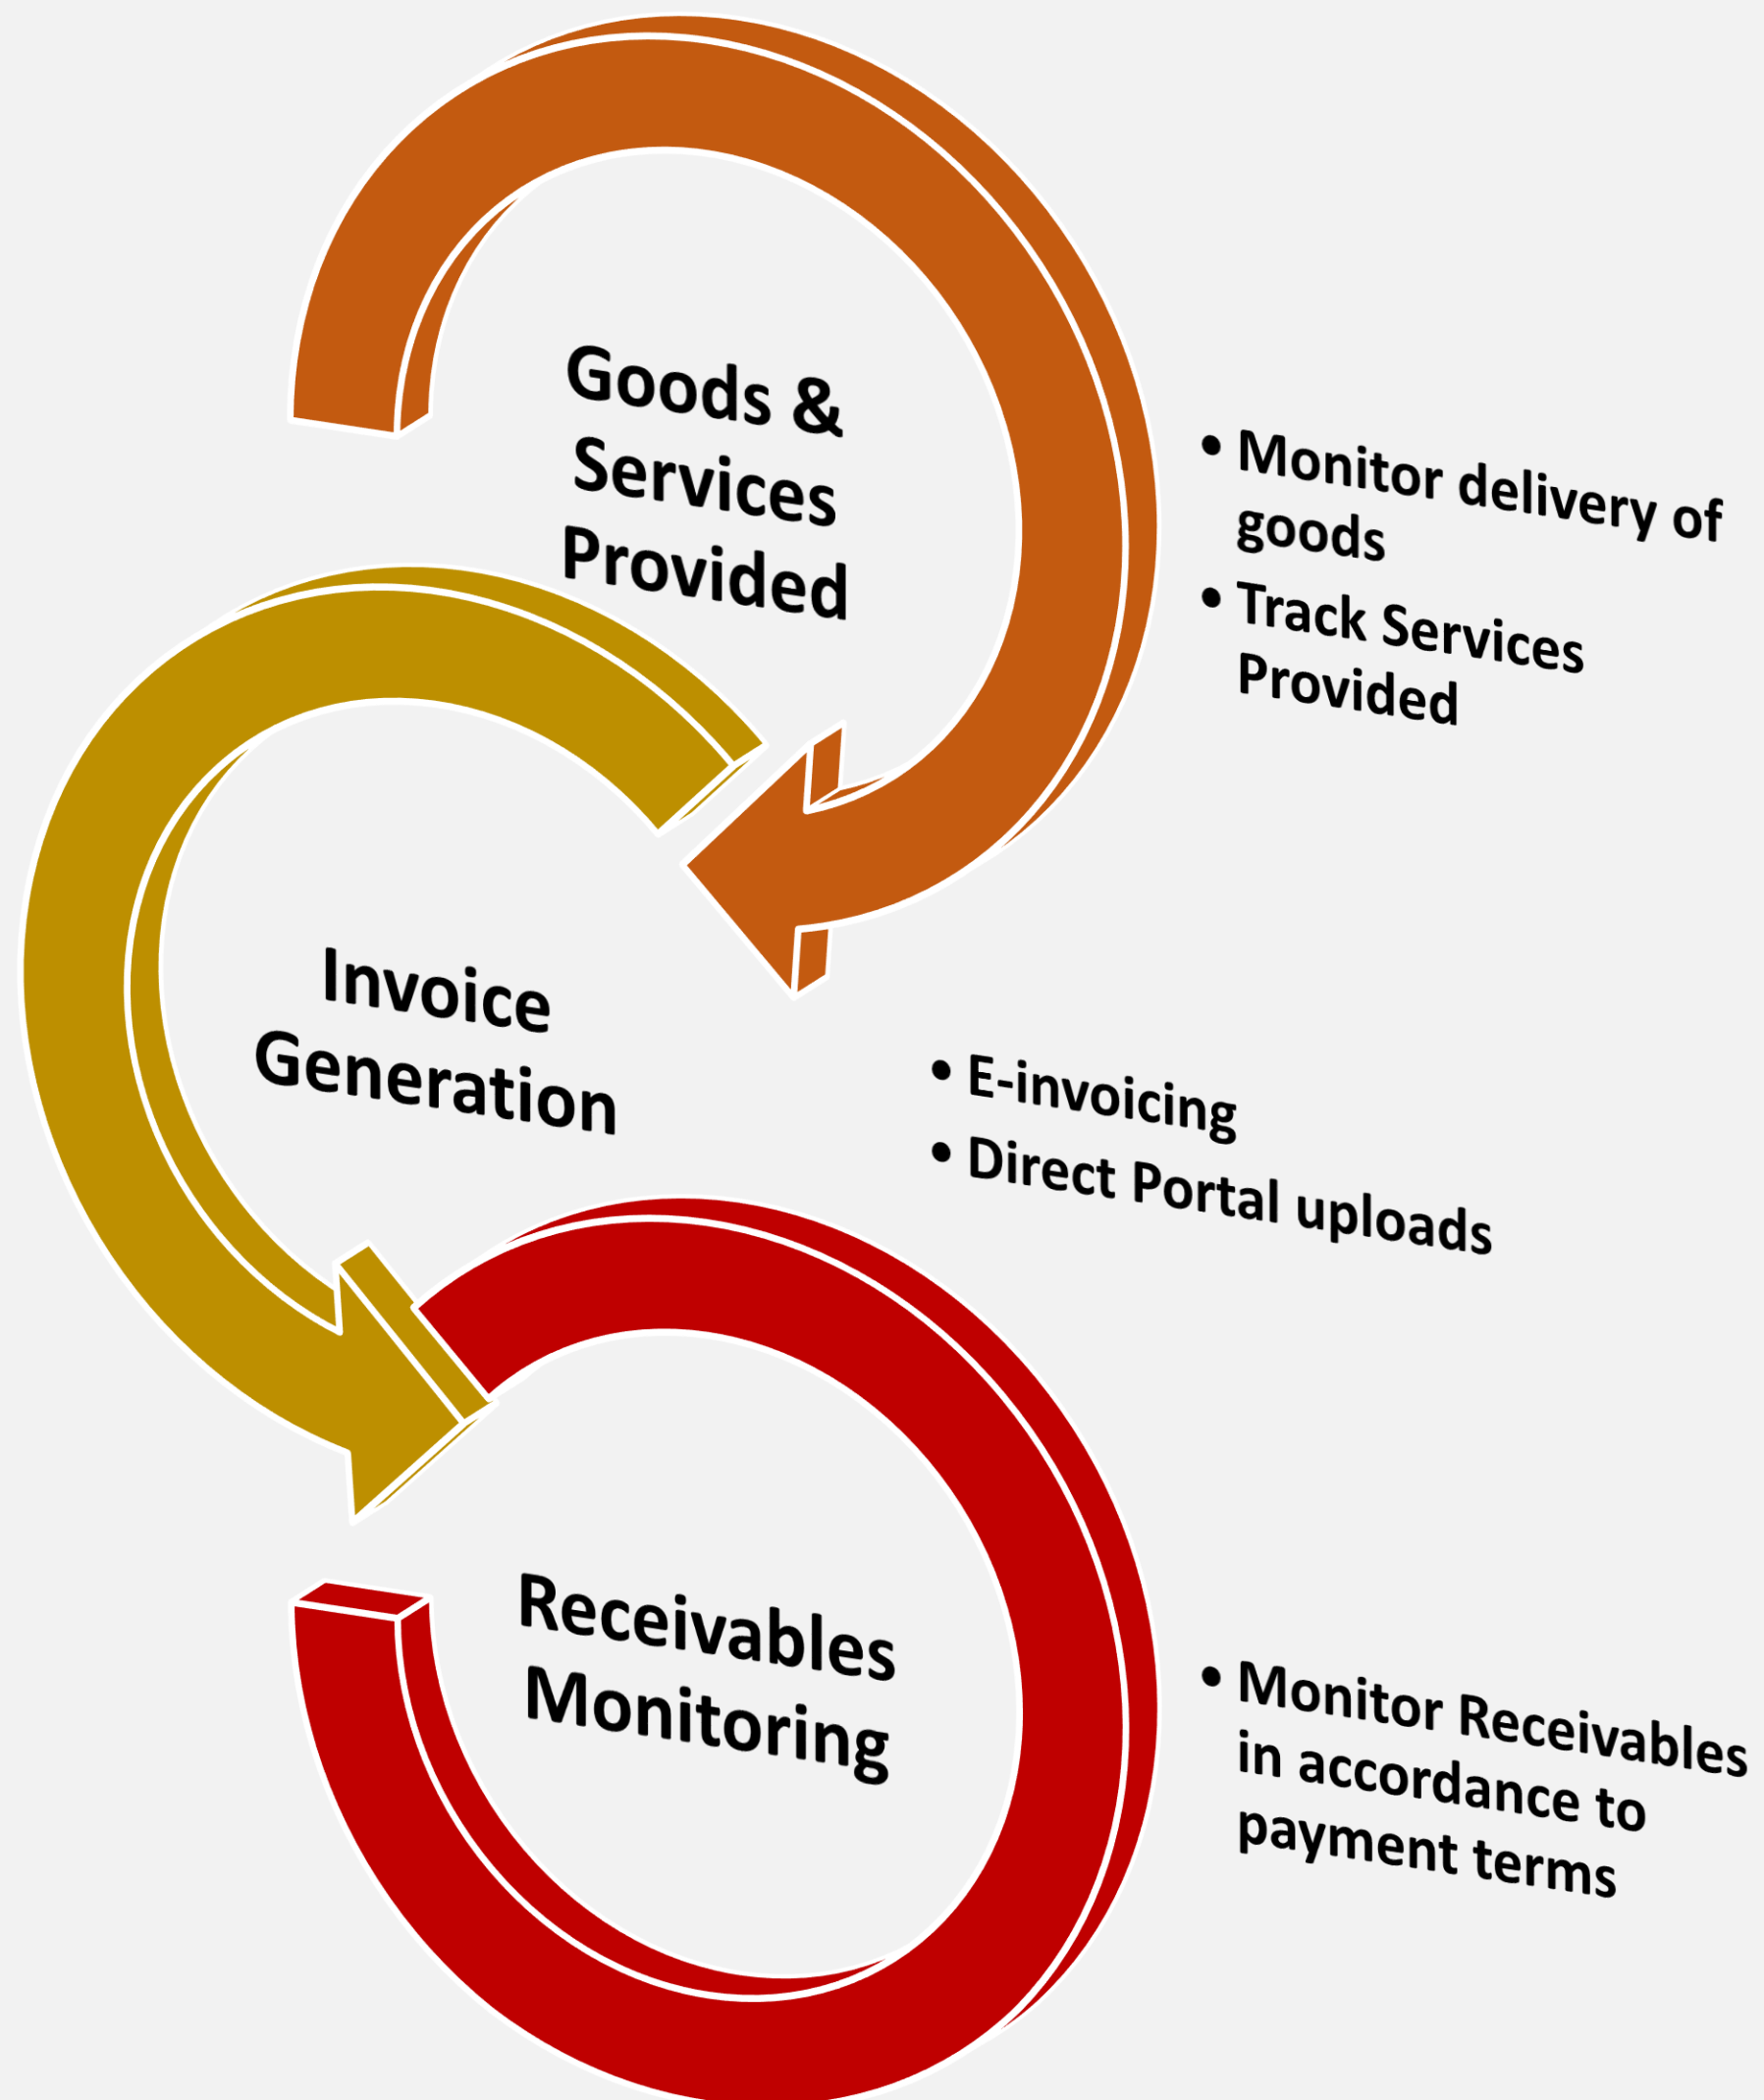 Goods &
Services
Provided
• Monitor delivery of
goods
• Track Services
Provided
Invoice
Generation
• E-invoicing
• Direct Portal uploads
Receivables
Monitoring
• Monitor Receivables
in accordance to
payment terms